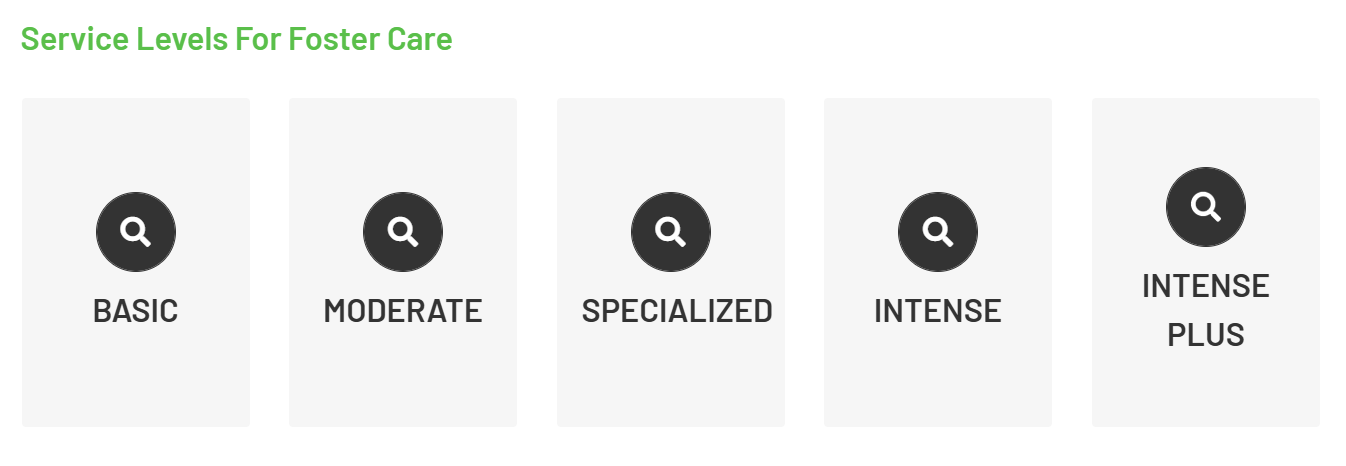 Service Levels For Foster Care
BASIC
MODERATE
SPECIALIZED
INTENSE
INTENSE
PLUS